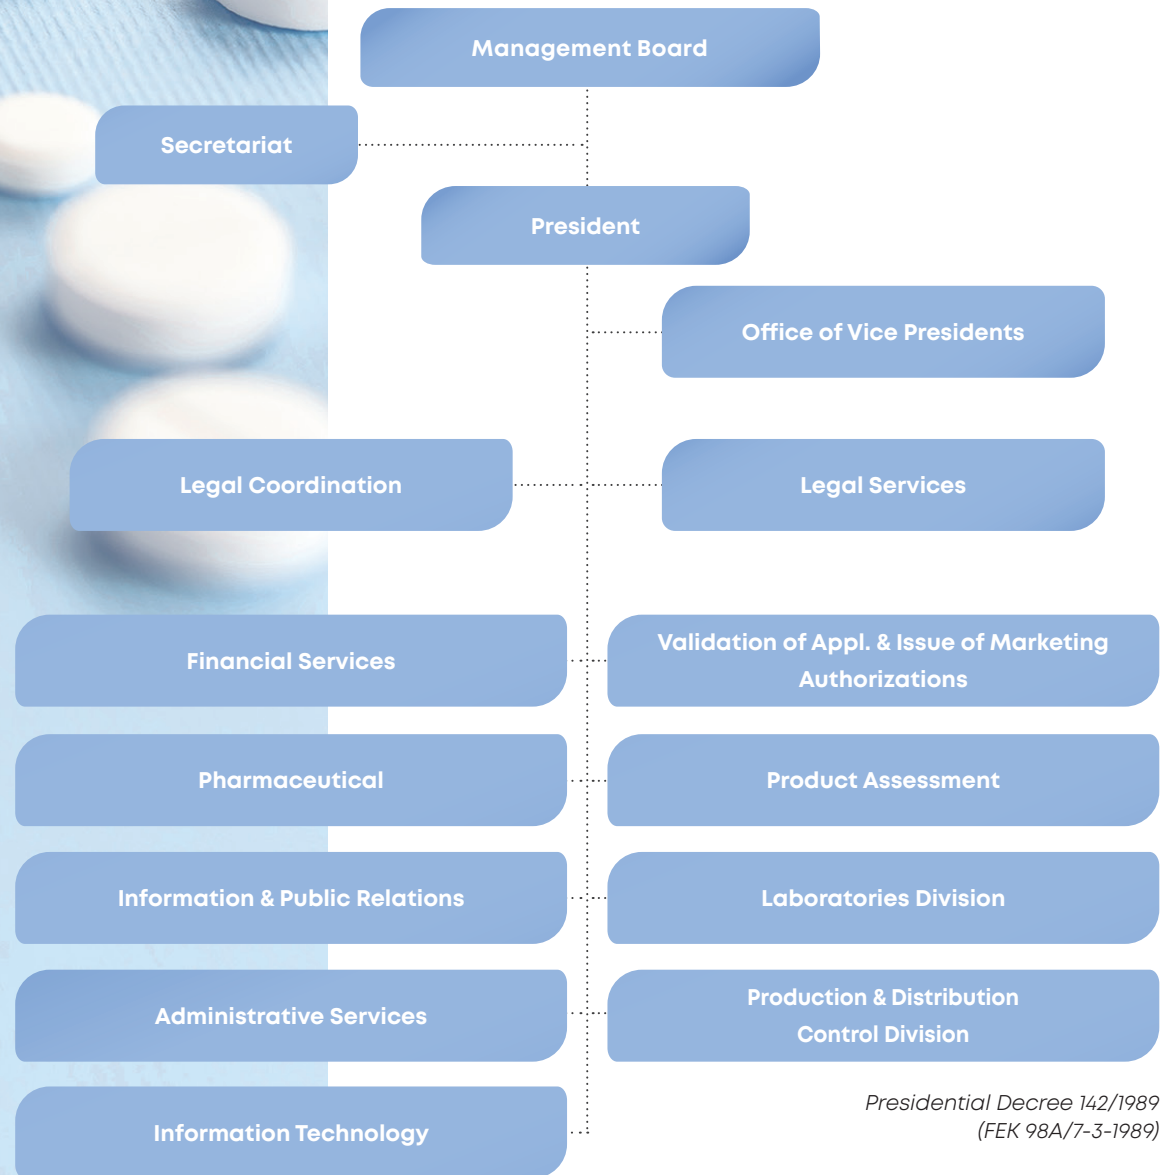 Management Board
Secretariat
President
Office of Vice Presidents
Legal Coordination
Legal Services
Financial Services
Validation of Appl. & Issue of Marketing
Authorizations
Pharmaceutical
Product Assessment
Information & Public Relations
Laboratories Division
Administrative Services
Production & Distribution
Control Division
Information Technology
Presidential Decree 142/1989
(FEK 98A/7-3-1989)